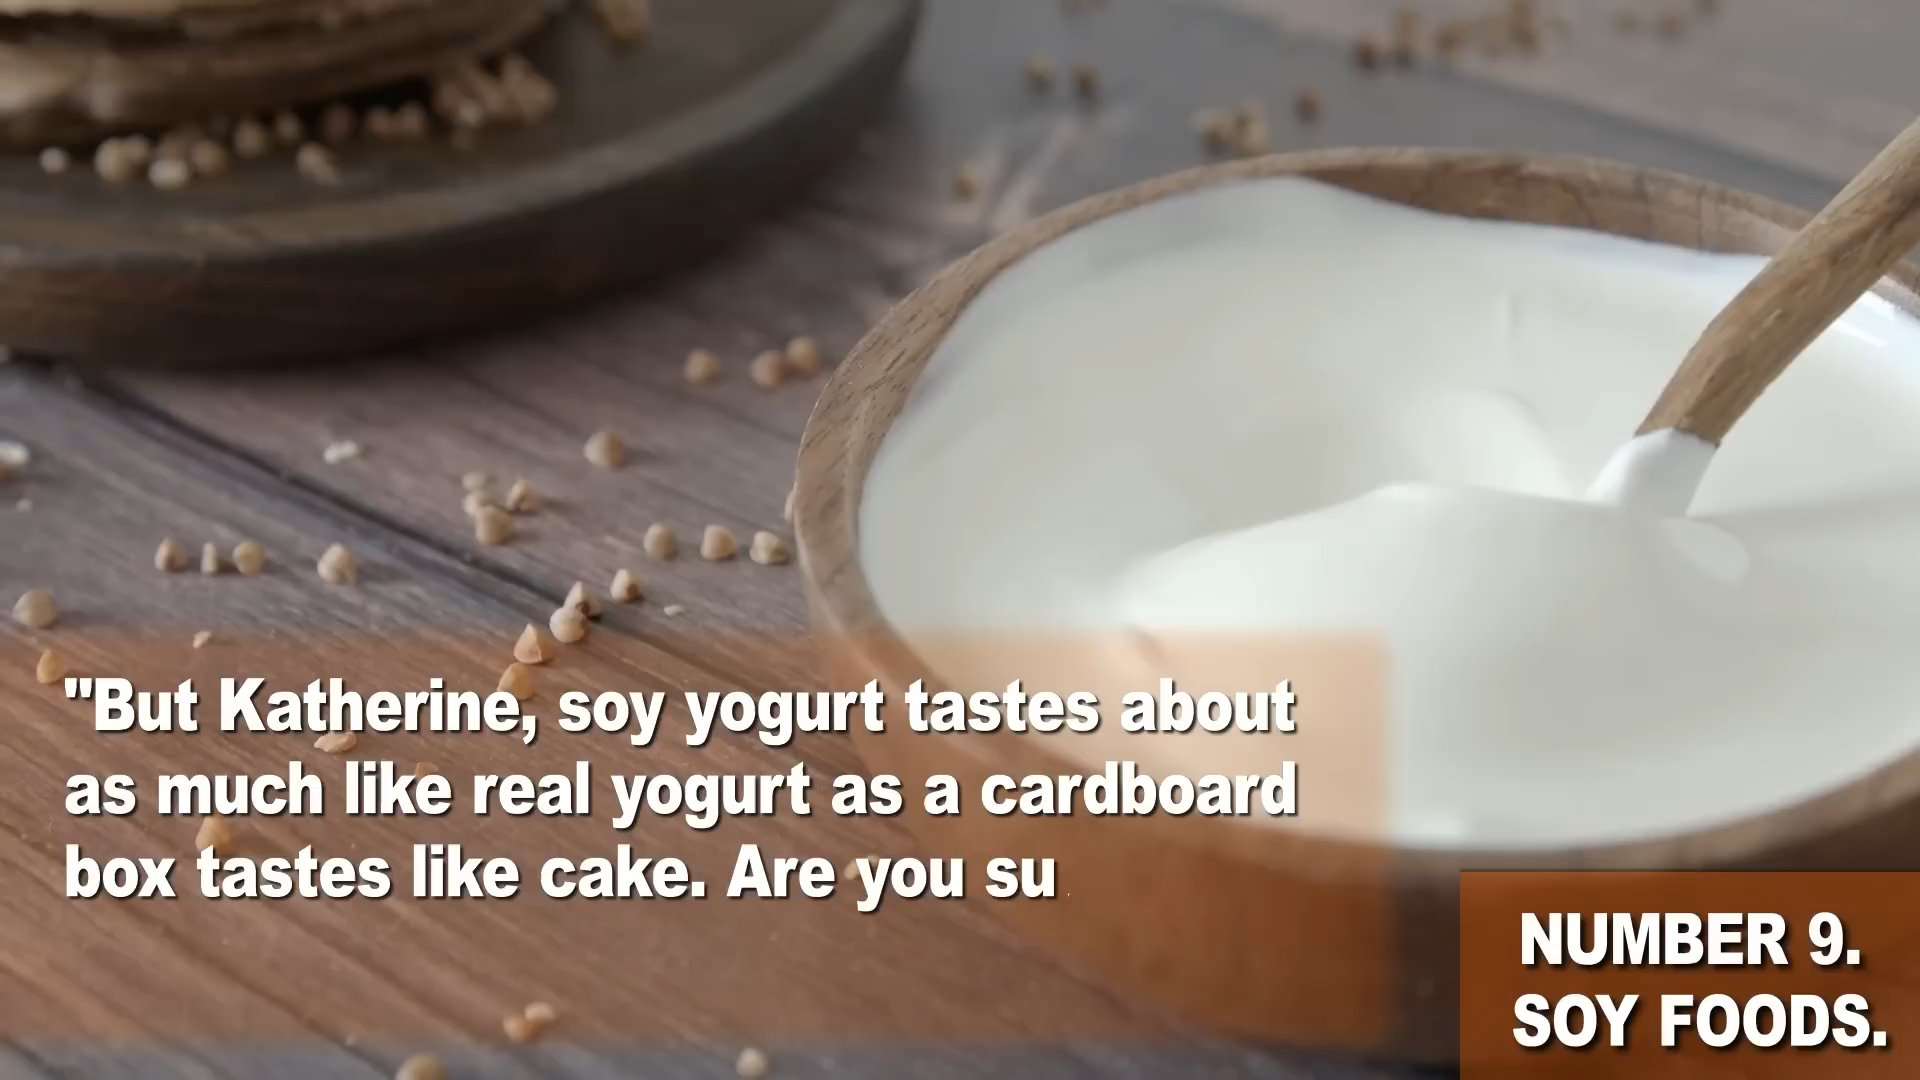 "But Katherine, soy yogurt tastes about
as much like real yogurt as a cardboard
box tastes like cake. Are you su
NUMBER 9.
SOY FOODS.